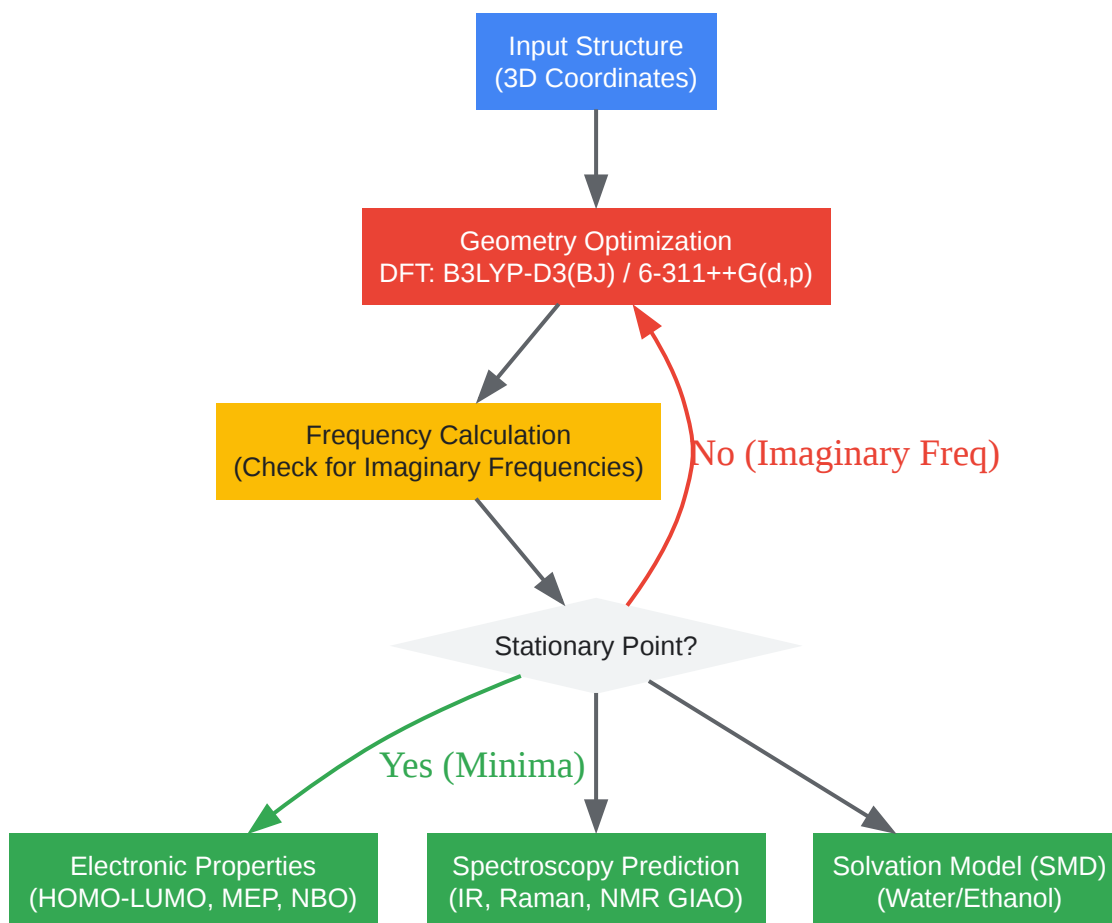 Input Structure
(3D Coordinates)
Geometry Optimization
DFT: B3LYP-D3(BJ) / 6-311++G(d,p)
Frequency Calculation
(Check for Imaginary Frequencies)
No (Imaginary Freq)
Stationary Point?
Yes (Minima)
Electronic Properties
(HOMO-LUMO, MEP, NBO)
Spectroscopy Prediction
(IR, Raman, NMR GIAO)
Solvation Model (SMD)
(Water/Ethanol)